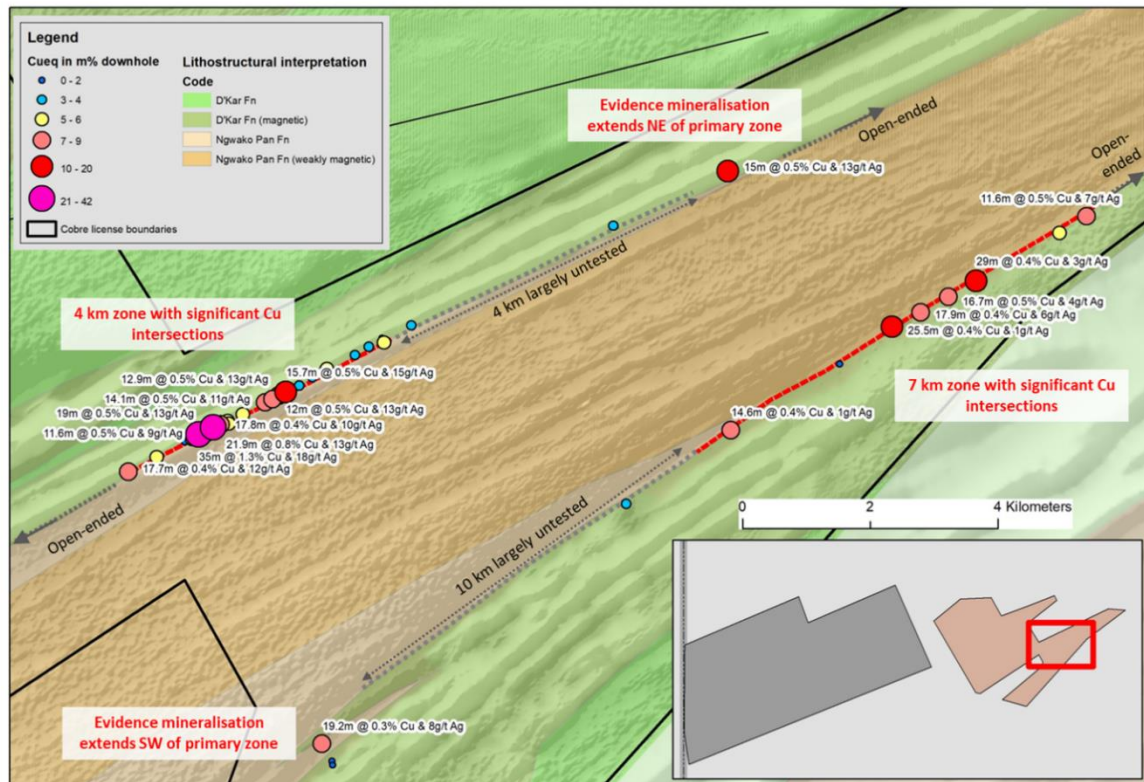 Legend
Cueq in m% downhole
0 - 2
3 - 4
5 - 6
7 - 9
10 - 20
21 - 42
Cobre license boundaries
Lithostructural interpretation
Code
D'Kar Fn
D'Kar Fn (magnetic)
Ngwako Pan Fn
Ngwako Pan Fn (weakly magnetic)
Evidence mineralisation
extends NE of primary zone
Open-ended
Open-
ended
15m @ 0.5% Cu & 13g/t Ag
11.6m @ 0.5% Cu & 7g/t Ag
4 km largely untested
29m @ 0.4% Cu & 3g/t Ag
16.7m @ 0.5% Cu & 4g/t Ag
17.9m @ 0.4% Cu & 6g/t Ag
25.5m @ 0.4% Cu & 1g/t Ag
4 km zone with significant Cu
intersections
7 km zone with significant Cu
intersections
12.9m @ 0.5% Cu & 13g/t Ag
15.7m @ 0.5% Cu & 15g/t Ag
14.1m @ 0.5% Cu & 11g/t Ag
12m @ 0.5% Cu & 13g/t Ag
19m @ 0.5% Cu & 13g/t Ag
17.8m @ 0.4% Cu & 10g/t Ag
11.6m @ 0.5% Cu & 9g/t Ag
21.9m @ 0.8% Cu & 13g/t Ag
35m @ 1.3% Cu & 18g/t Ag
17.7m @ 0.4% Cu & 12g/t Ag
14.6m @ 0.4% Cu & 1g/t Ag
Open-ended
10 km largely untested
0 2 4 Kilometers
Evidence mineralisation
extends SW of primary zone
19.2m @ 0.3% Cu & 8g/t Ag